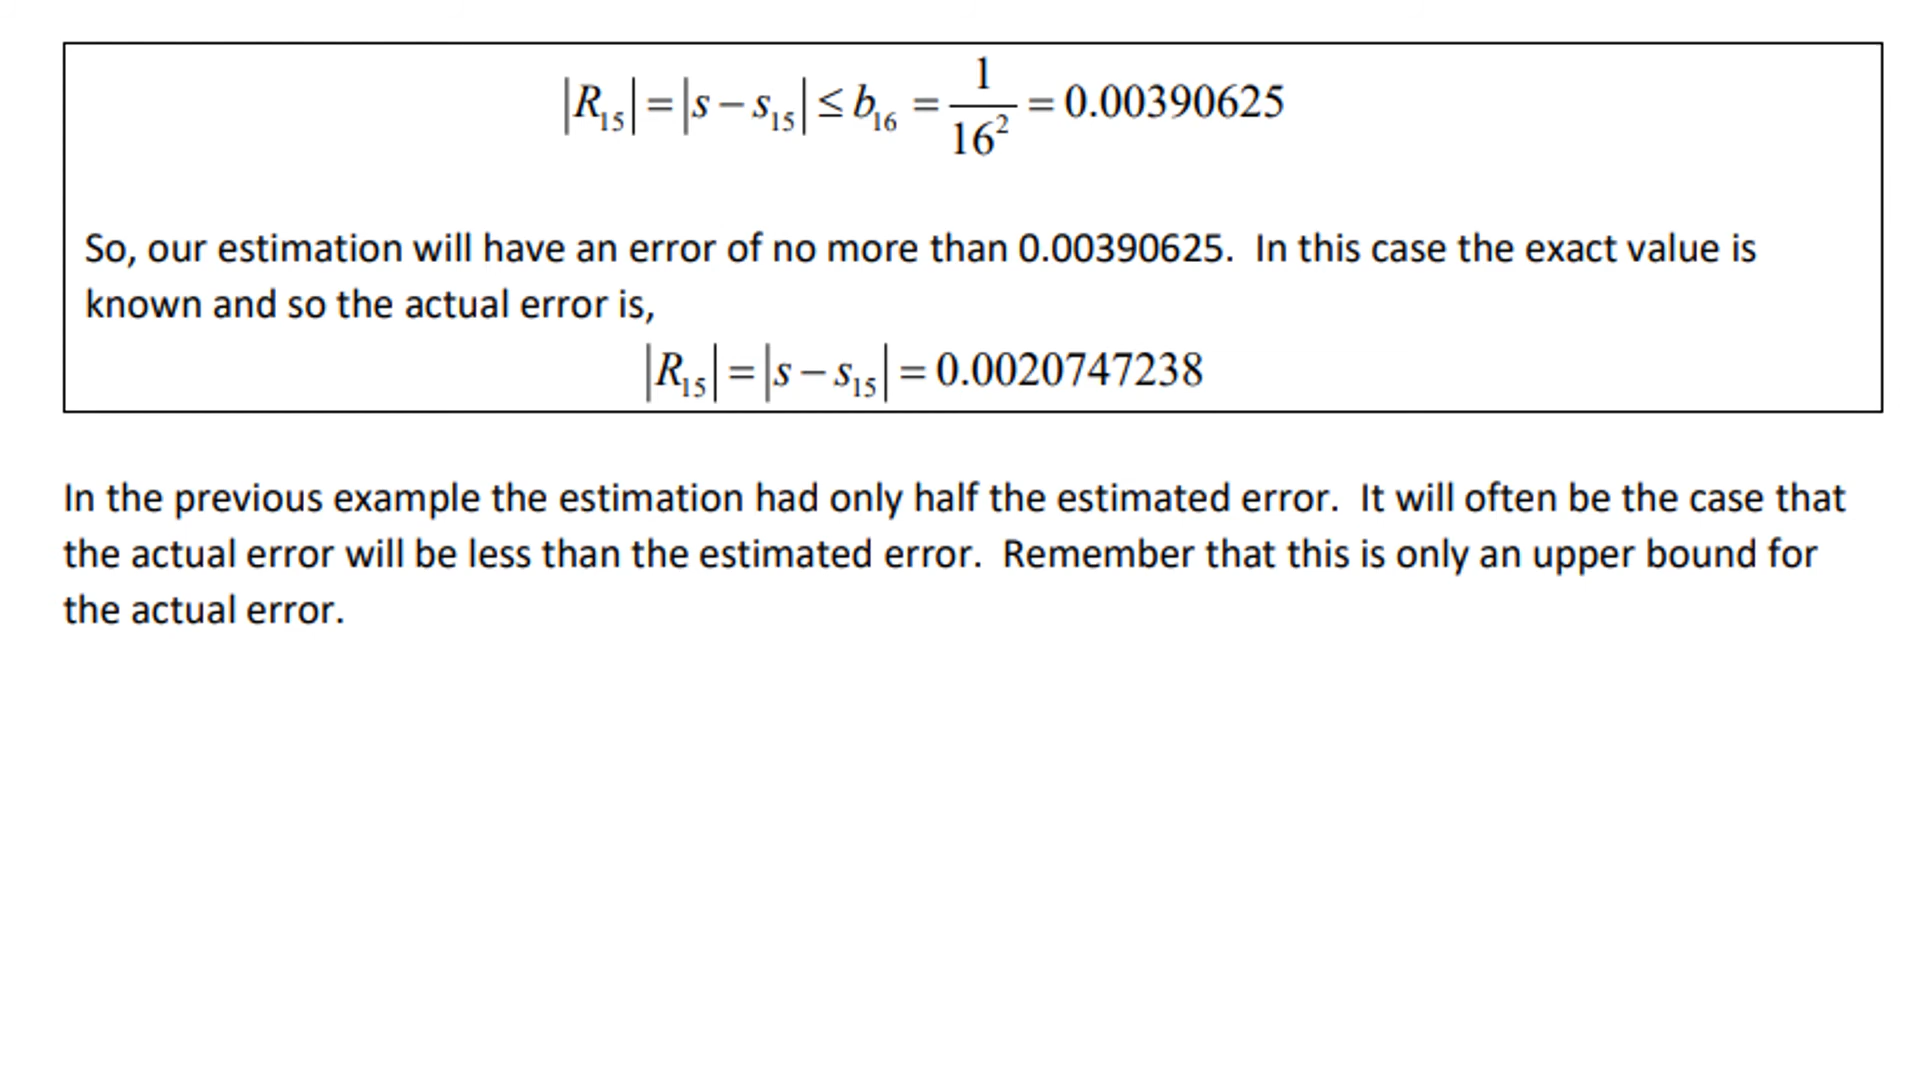 |R₁₅| = |s − s₁₅| ≤ b₁₆ = 1/16² = 0.00390625
So, our estimation will have an error of no more than 0.00390625.  In this case the exact value is
known and so the actual error is,
|R₁₅| = |s − s₁₅| = 0.0020747238
In the previous example the estimation had only half the estimated error.  It will often be the case that
the actual error will be less than the estimated error.  Remember that this is only an upper bound for
the actual error.